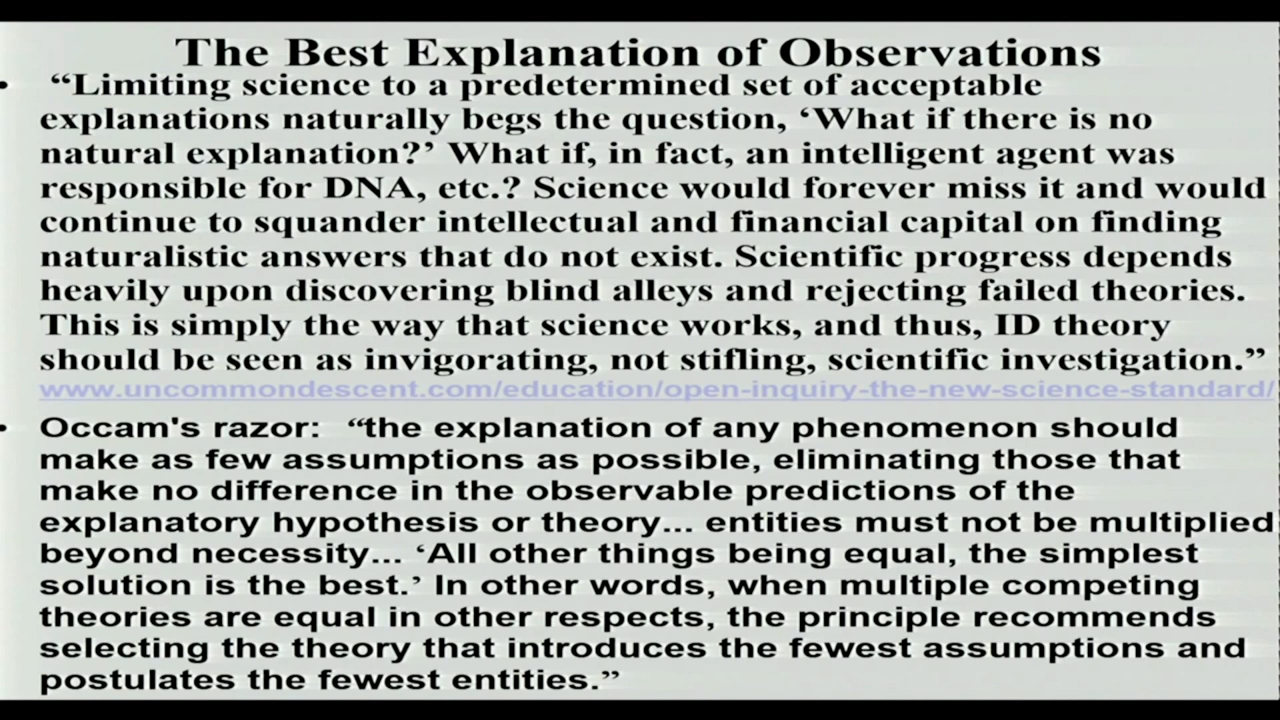 The Best Explanation of Observations
• “Limiting science to a predetermined set of acceptable
explanations naturally begs the question, ‘What if there is no
natural explanation?’ What if, in fact, an intelligent agent was
responsible for DNA, etc.? Science would forever miss it and would
continue to squander intellectual and financial capital on finding
naturalistic answers that do not exist. Scientific progress depends
heavily upon discovering blind alleys and rejecting failed theories.
This is simply the way that science works, and thus, ID theory
should be seen as invigorating, not stifling, scientific investigation.”
www.uncommondescent.com/education/open-inquiry-the-new-science-standard/
• Occam's razor: “the explanation of any phenomenon should
make as few assumptions as possible, eliminating those that
make no difference in the observable predictions of the
explanatory hypothesis or theory... entities must not be multiplied
beyond necessity... ‘All other things being equal, the simplest
solution is the best.’ In other words, when multiple competing
theories are equal in other respects, the principle recommends
selecting the theory that introduces the fewest assumptions and
postulates the fewest entities.”